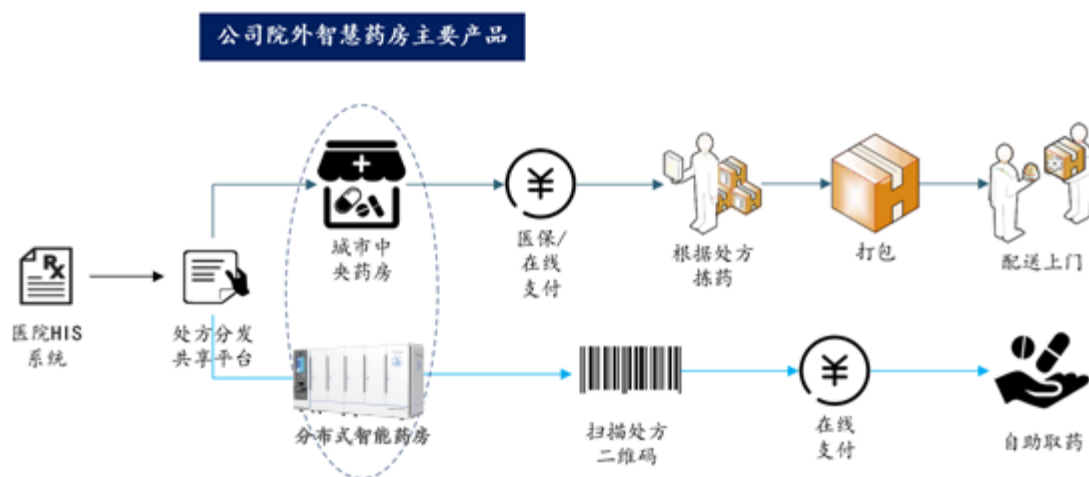 公司院外智慧药房主要产品
城市中
央药房
医保/
在线
支付
根据处方
拣药
打包
配送上门
RX
医院HIS
系统
处方分发
共享平台
分布式智能药房
扫描处方
二维码
在线
支付
自助取药